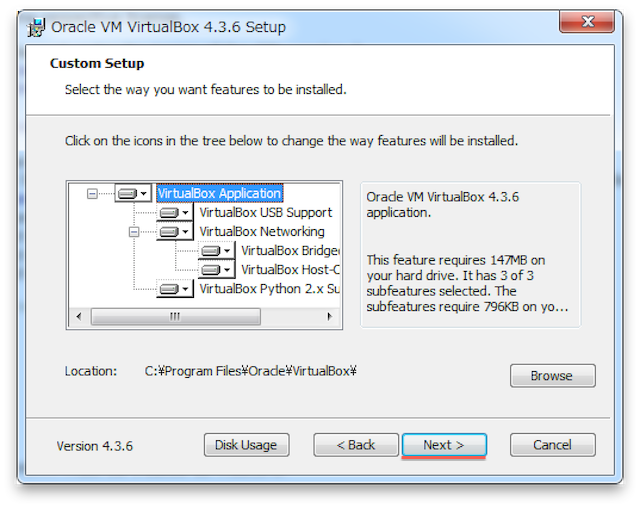 Oracle VM VirtualBox 4.3.6 Setup
Custom Setup
Select the way you want features to be installed.
Click on the icons in the tree below to change the way features will be installed.
VirtualBox Application
VirtualBox USB Support
VirtualBox Networking
VirtualBox Bridge
VirtualBox Host-C
VirtualBox Python 2.x Su
Oracle VM VirtualBox 4.3.6
application.
This feature requires 147MB on
your hard drive. It has 3 of 3
subfeatures selected. The
subfeatures require 796KB on yo...
Location: C:¥Program Files¥Oracle¥VirtualBox¥
Browse
Version 4.3.6 Disk Usage < Back Next > Cancel